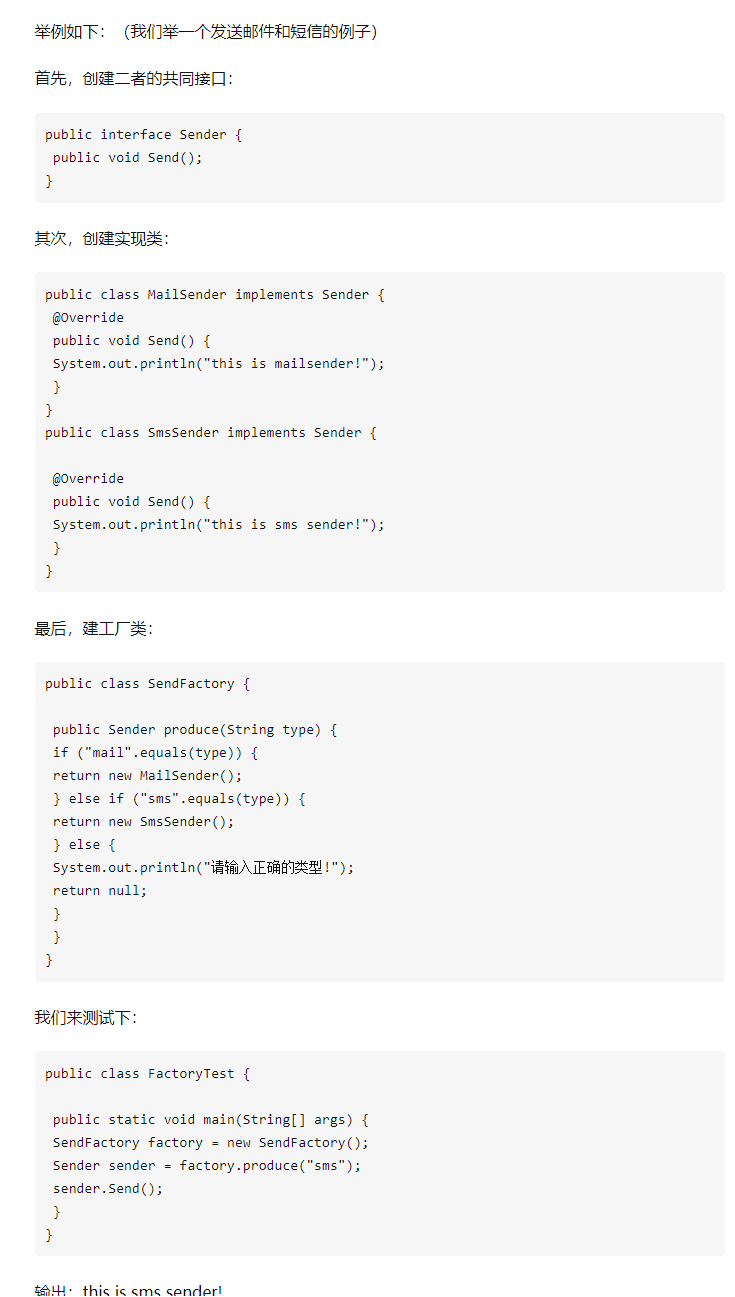 举例如下：（我们举一个发送邮件和短信的例子）
首先，创建二者的共同接口：
public interface Sender {
 public void Send();
}
其次，创建实现类：
public class MailSender implements Sender {
 @Override
 public void Send() {
 System.out.println("this is mailsender!");
 }
}
public class SmsSender implements Sender {
 @Override
 public void Send() {
 System.out.println("this is sms sender!");
 }
}
最后，建工厂类：
public class SendFactory {
 public Sender produce(String type) {
 if ("mail".equals(type)) {
 return new MailSender();
 } else if ("sms".equals(type)) {
 return new SmsSender();
 } else {
 System.out.println("请输入正确的类型!");
 return null;
 }
 }
}
我们来测试下：
public class FactoryTest {
 public static void main(String[] args) {
 SendFactory factory = new SendFactory();
 Sender sender = factory.produce("sms");
 sender.Send();
 }
}
输出：this is sms sender!